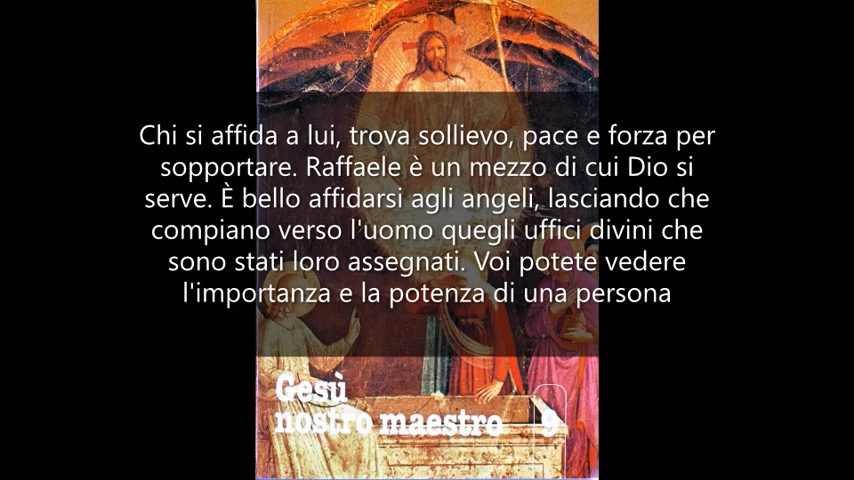 Chi si affida a lui, trova sollievo, pace e forza per
sopportare. Raffaele è un mezzo di cui Dio si
serve. È bello affidarsi agli angeli, lasciando che
compiano verso l'uomo quegli uffici divini che
sono stati loro assegnati. Voi potete vedere
l'importanza e la potenza di una persona
Gesù
nostro maestro 9